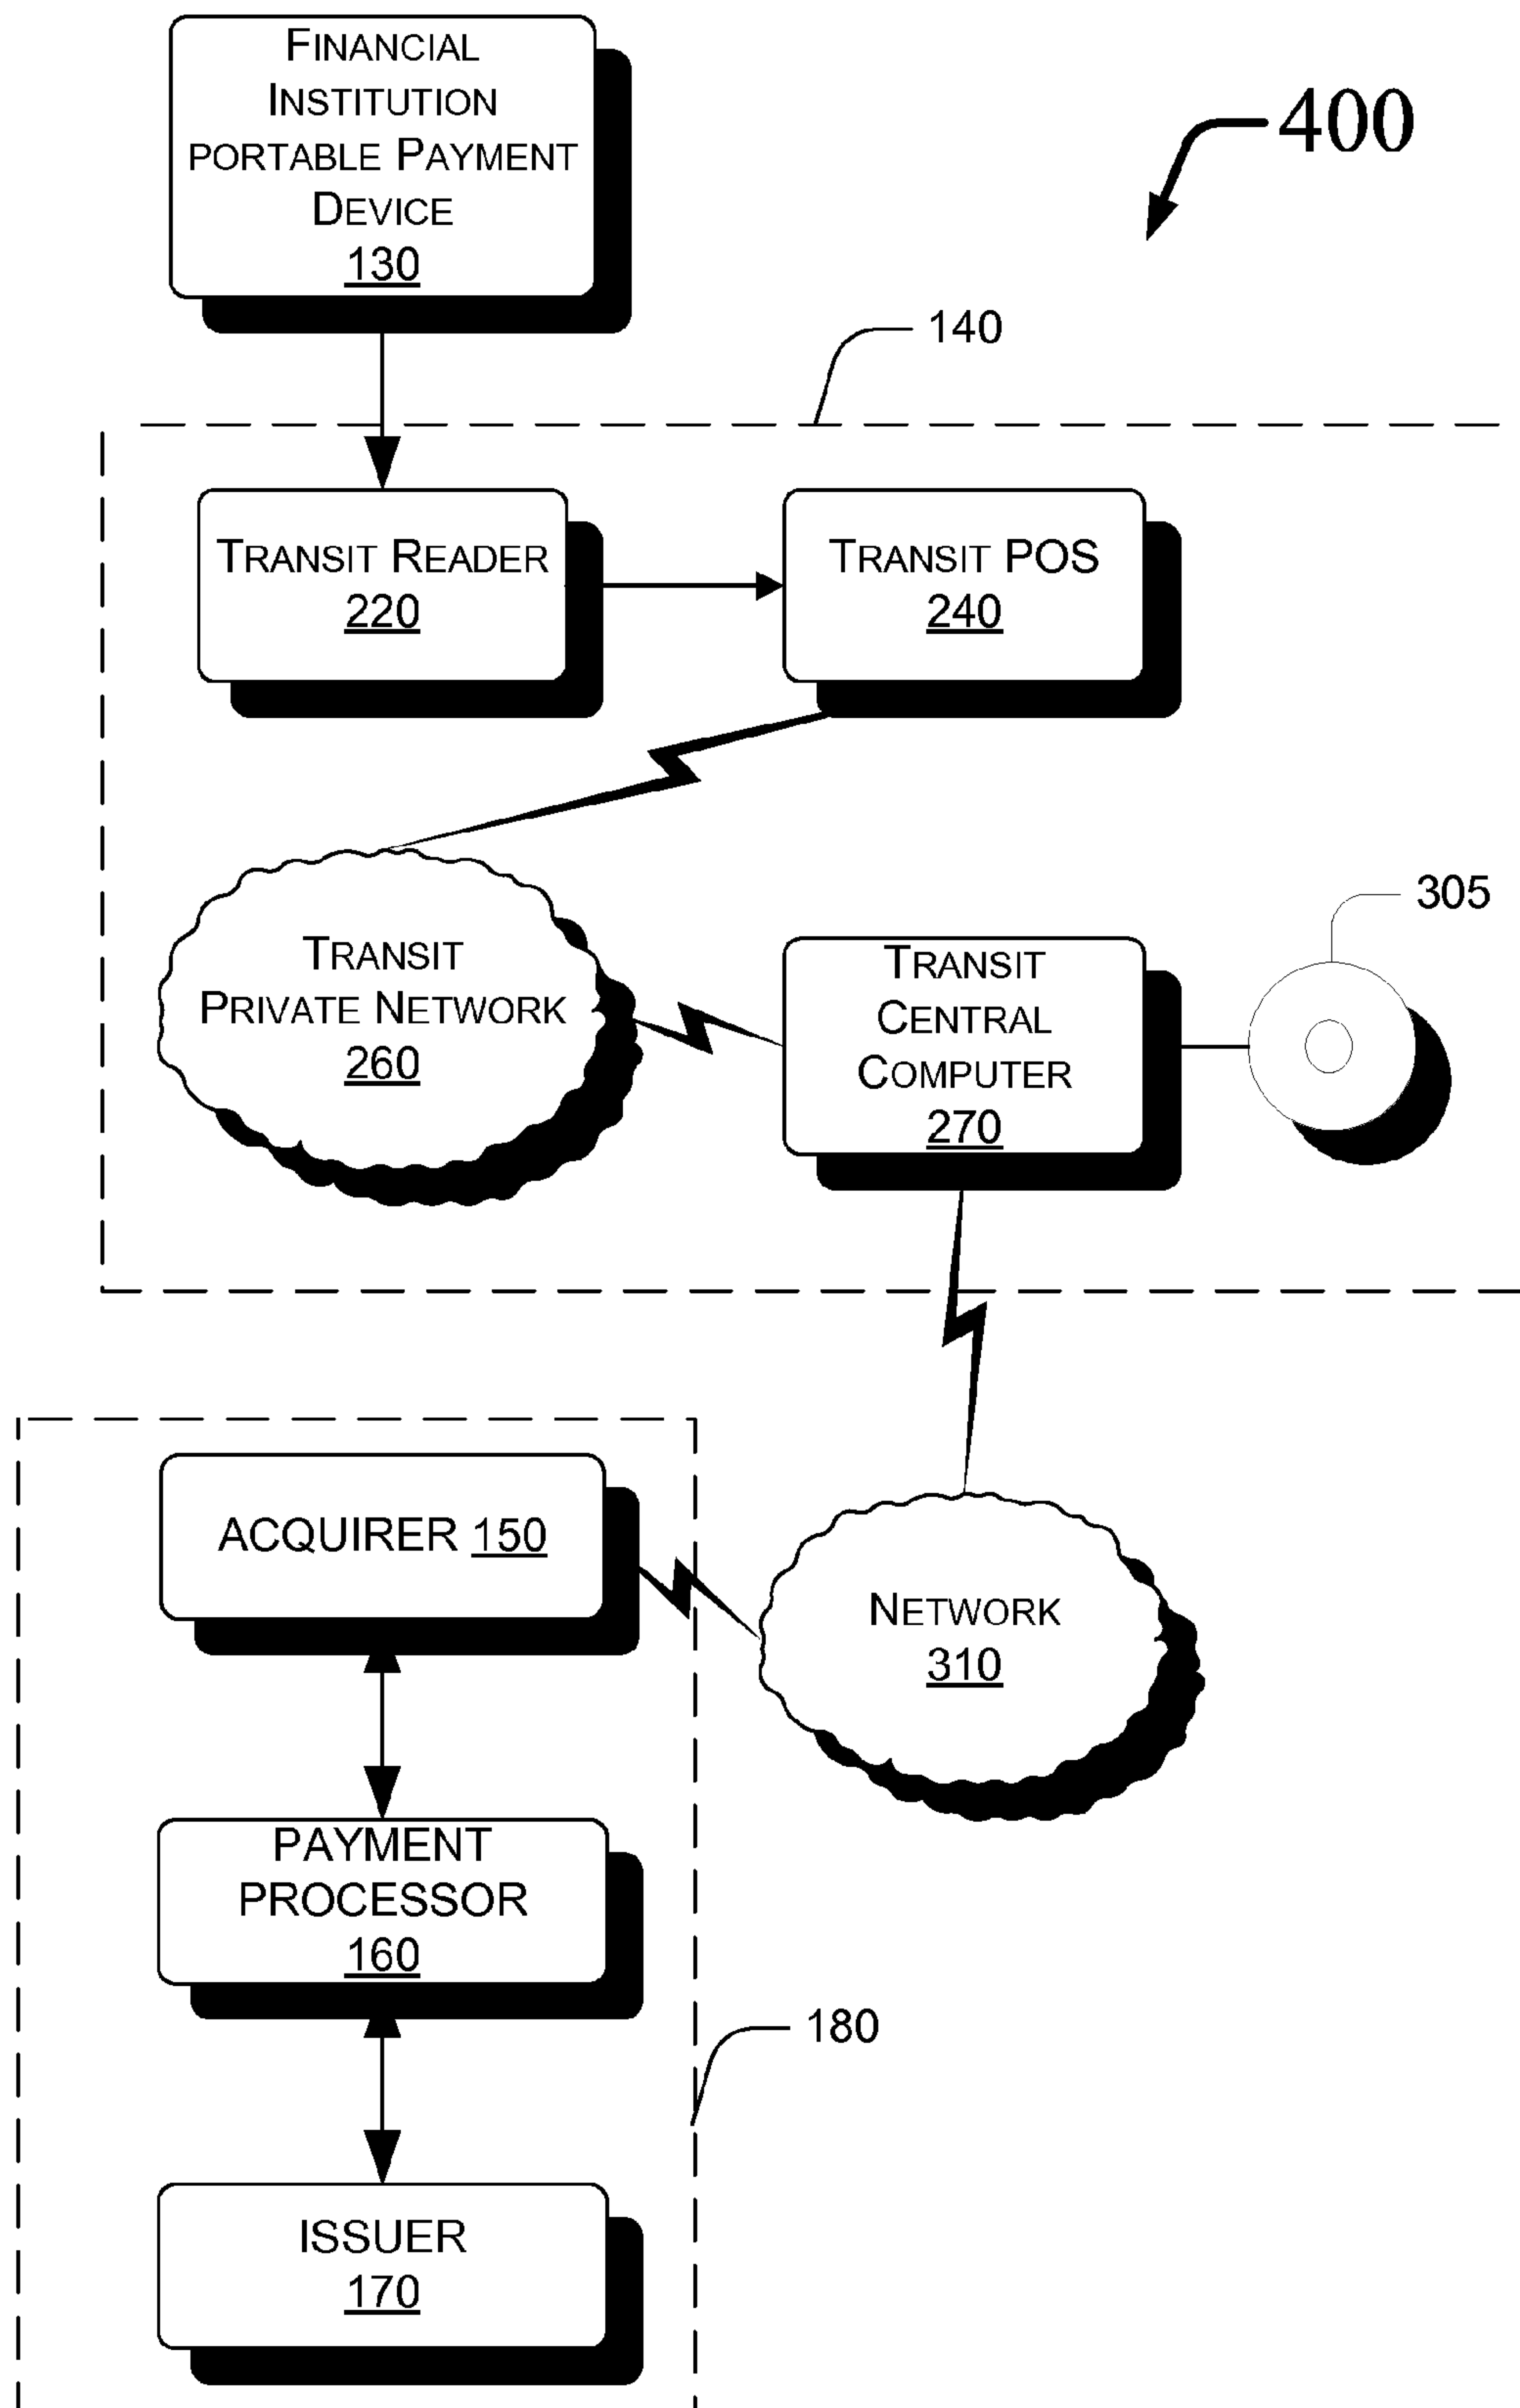 FINANCIAL
INSTITUTION
PORTABLE PAYMENT
DEVICE
130
400
140
TRANSIT READER
220
TRANSIT POS
240
TRANSIT
PRIVATE NETWORK
260
TRANSIT
CENTRAL
COMPUTER
270
305
ACQUIRER 150
NETWORK
310
PAYMENT
PROCESSOR
160
180
ISSUER
170